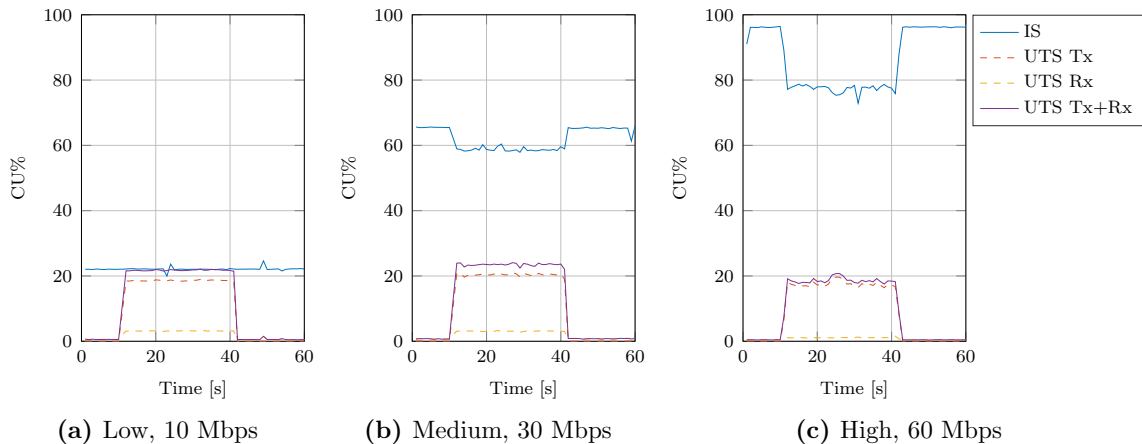 100
80
60
40
20
0
CU%
0 20 40 60
Time [s]
(a) Low, 10 Mbps
100
80
60
40
20
0
CU%
0 20 40 60
Time [s]
(b) Medium, 30 Mbps
100
80
60
40
20
0
CU%
0 20 40 60
Time [s]
(c) High, 60 Mbps
IS
UTS Tx
UTS Rx
UTS Tx+Rx